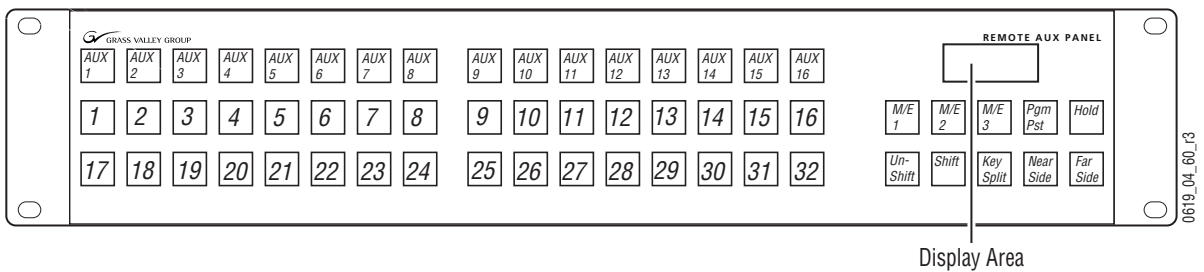 GRASS VALLEY GROUP
REMOTE AUX PANEL
AUX 1 AUX 2 AUX 3 AUX 4 AUX 5 AUX 6 AUX 7 AUX 8 AUX 9 AUX 10 AUX 11 AUX 12 AUX 13 AUX 14 AUX 15 AUX 16
1 2 3 4 5 6 7 8 9 10 11 12 13 14 15 16
M/E 1 M/E 2 M/E 3 Pgm Pst Hold
17 18 19 20 21 22 23 24 25 26 27 28 29 30 31 32
Un-Shift Shift Key Split Near Side Far Side
Display Area
0619_04_60_r3